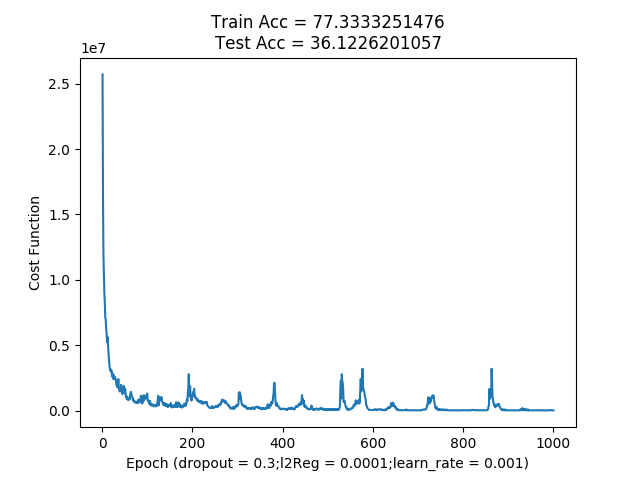 Train Acc = 77.3333251476
Test Acc = 36.1226201057
1e7
2.5
2.0
1.5
1.0
0.5
0.0
Cost Function
0 200 400 600 800 1000
Epoch (dropout = 0.3;l2Reg = 0.0001;learn_rate = 0.001)